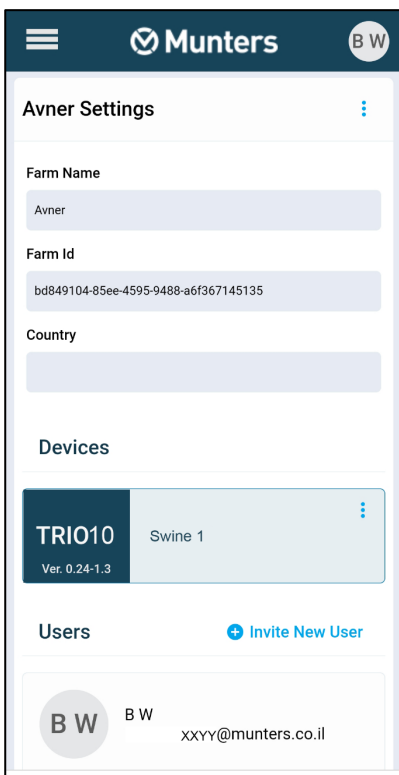 Munters
B W
Avner Settings
Farm Name
Avner
Farm Id
bd849104-85ee-4595-9488-a6f367145135
Country
Devices
TRIO10
Swine 1
Ver. 0.24-1.3
Users
Invite New User
B W
B W
XXYY@munters.co.il